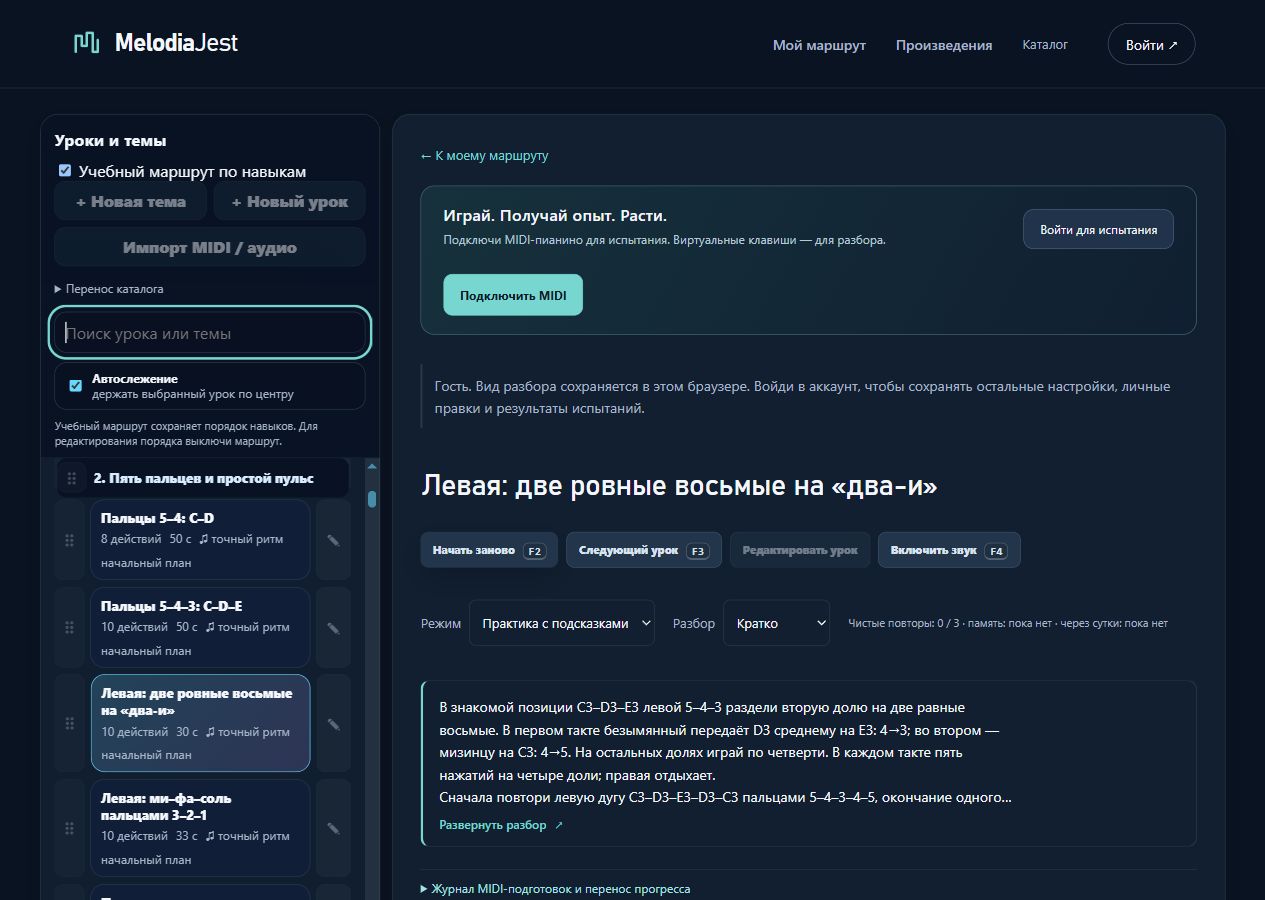 MelodiaJest
Мой маршрут
Произведения
Каталог
Войти ↗
Уроки и темы
Учебный маршрут по навыкам
+ Новая тема
+ Новый урок
Импорт MIDI / аудио
▶ Перенос каталога
Поиск урока или темы
Автослежение
держать выбранный урок по центру
Учебный маршрут сохраняет порядок навыков. Для
редактирования порядка выключи маршрут.
2. Пять пальцев и простой пульс
Пальцы 5–4: C–D
8 действий 50 с ♫ точный ритм
начальный план
Пальцы 5–4–3: C–D–E
10 действий 50 с ♫ точный ритм
начальный план
Левая: две ровные восьмые
на «два-и»
10 действий 30 с ♫ точный ритм
начальный план
Левая: ми–фа–соль
пальцами 3–2–1
10 действий 33 с ♫ точный ритм
начальный план
← К моему маршруту
Играй. Получай опыт. Расти.
Подключи MIDI-пианино для испытания. Виртуальные клавиши — для разбора.
Войти для испытания
Подключить MIDI
Гость. Вид разбора сохраняется в этом браузере. Войди в аккаунт, чтобы сохранять остальные настройки, личные
правки и результаты испытаний.
Левая: две ровные восьмые на «два-и»
Начать заново F2
Следующий урок F3
Редактировать урок
Включить звук F4
Режим
Практика с подсказками
Разбор
Кратко
Чистые повторы: 0 / 3 · память: пока нет · через сутки: пока нет
В знакомой позиции C3–D3–E3 левой 5–4–3 раздели вторую долю на две равные
восьмые. В первом такте безымянный передаёт D3 среднему на E3: 4→3; во втором —
мизинцу на C3: 4→5. На остальных долях играй по четверти. В каждом такте пять
нажатий на четыре доли; правая отдыхает.
Сначала повтори левую дугу C3–D3–E3–D3–C3 пальцами 5–4–3–4–5, окончание одного...
Развернуть разбор ↗
▶ Журнал MIDI-подготовок и перенос прогресса